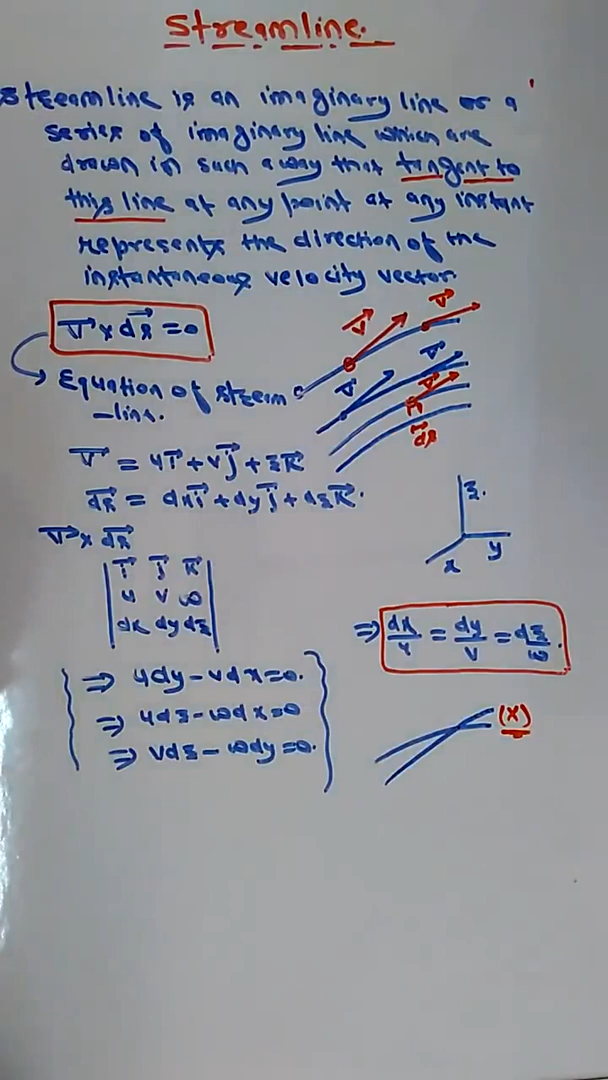 Streamline.
Steeamline is an imaginary line or a
series of imaginary line which are
drawn in such a way that tangent to
this line at any point at any instant
represents the direction of the
instantaneous velocity vector
V⃗ × dr⃗ = 0
V⃗
V⃗
V⃗
V⃗
V⃗
dr⃗
Equation of steem
-line.
V⃗ = ui⃗ + vj⃗ + zk⃗
dr⃗ = dxi⃗ + dyj⃗ + dzk⃗.
z.
y
x
V⃗ × dr⃗
i⃗ j⃗ k⃗
u v w
dx dy dz
⇒ dx/u = dy/v = dz/w.
⇒ udy - vdx = 0.
⇒ udz - wdx = 0
⇒ vdz - wdy = 0.
(x)